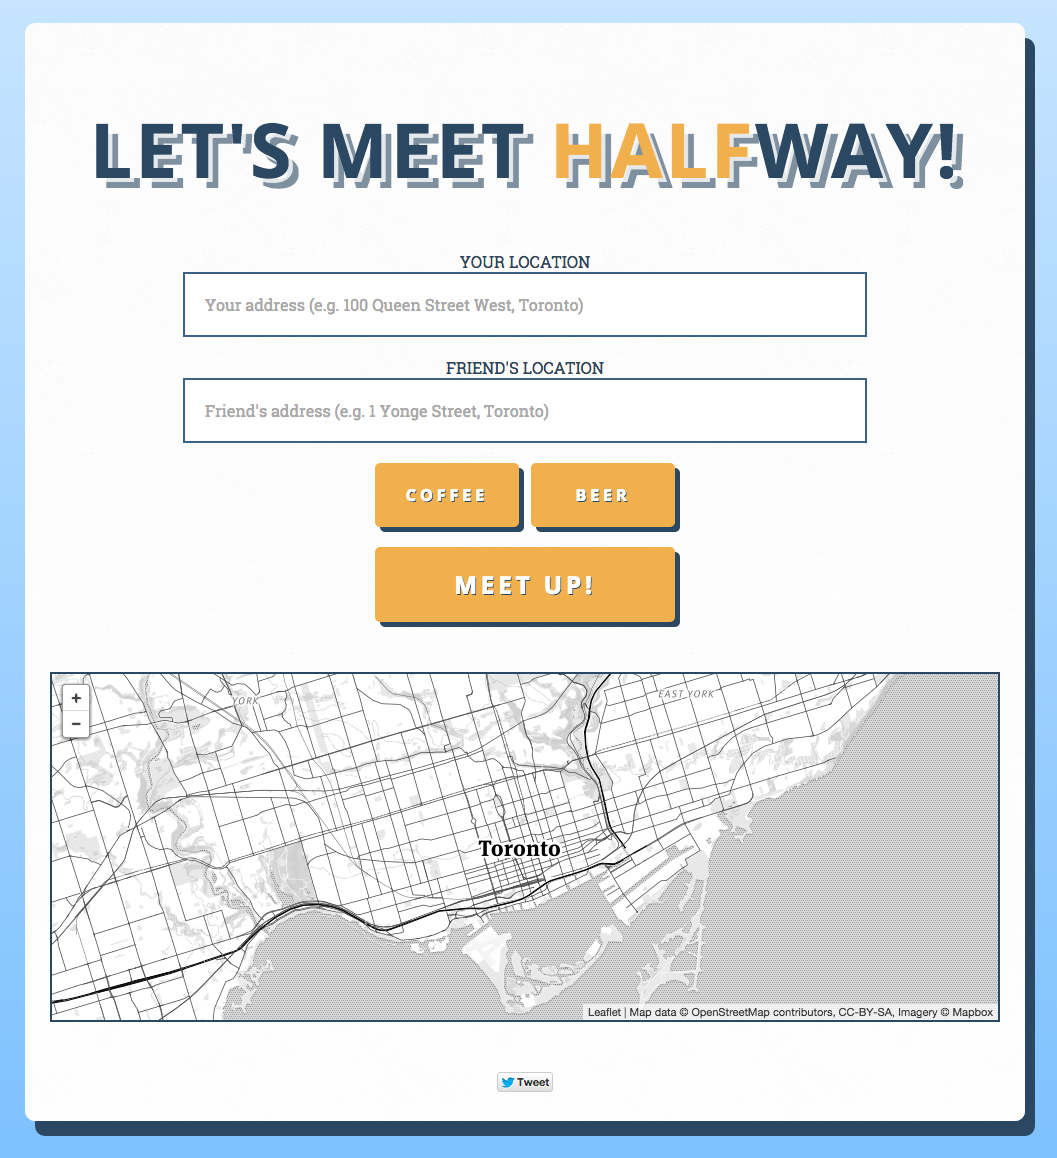 LET'S MEET HALFWAY!
YOUR LOCATION
Your address (e.g. 100 Queen Street West, Toronto)
FRIEND'S LOCATION
Friend's address (e.g. 1 Yonge Street, Toronto)
COFFEE BEER
MEET UP!
+
−
YORK
EAST YORK
Toronto
Leaflet | Map data © OpenStreetMap contributors, CC-BY-SA, Imagery © Mapbox
Tweet